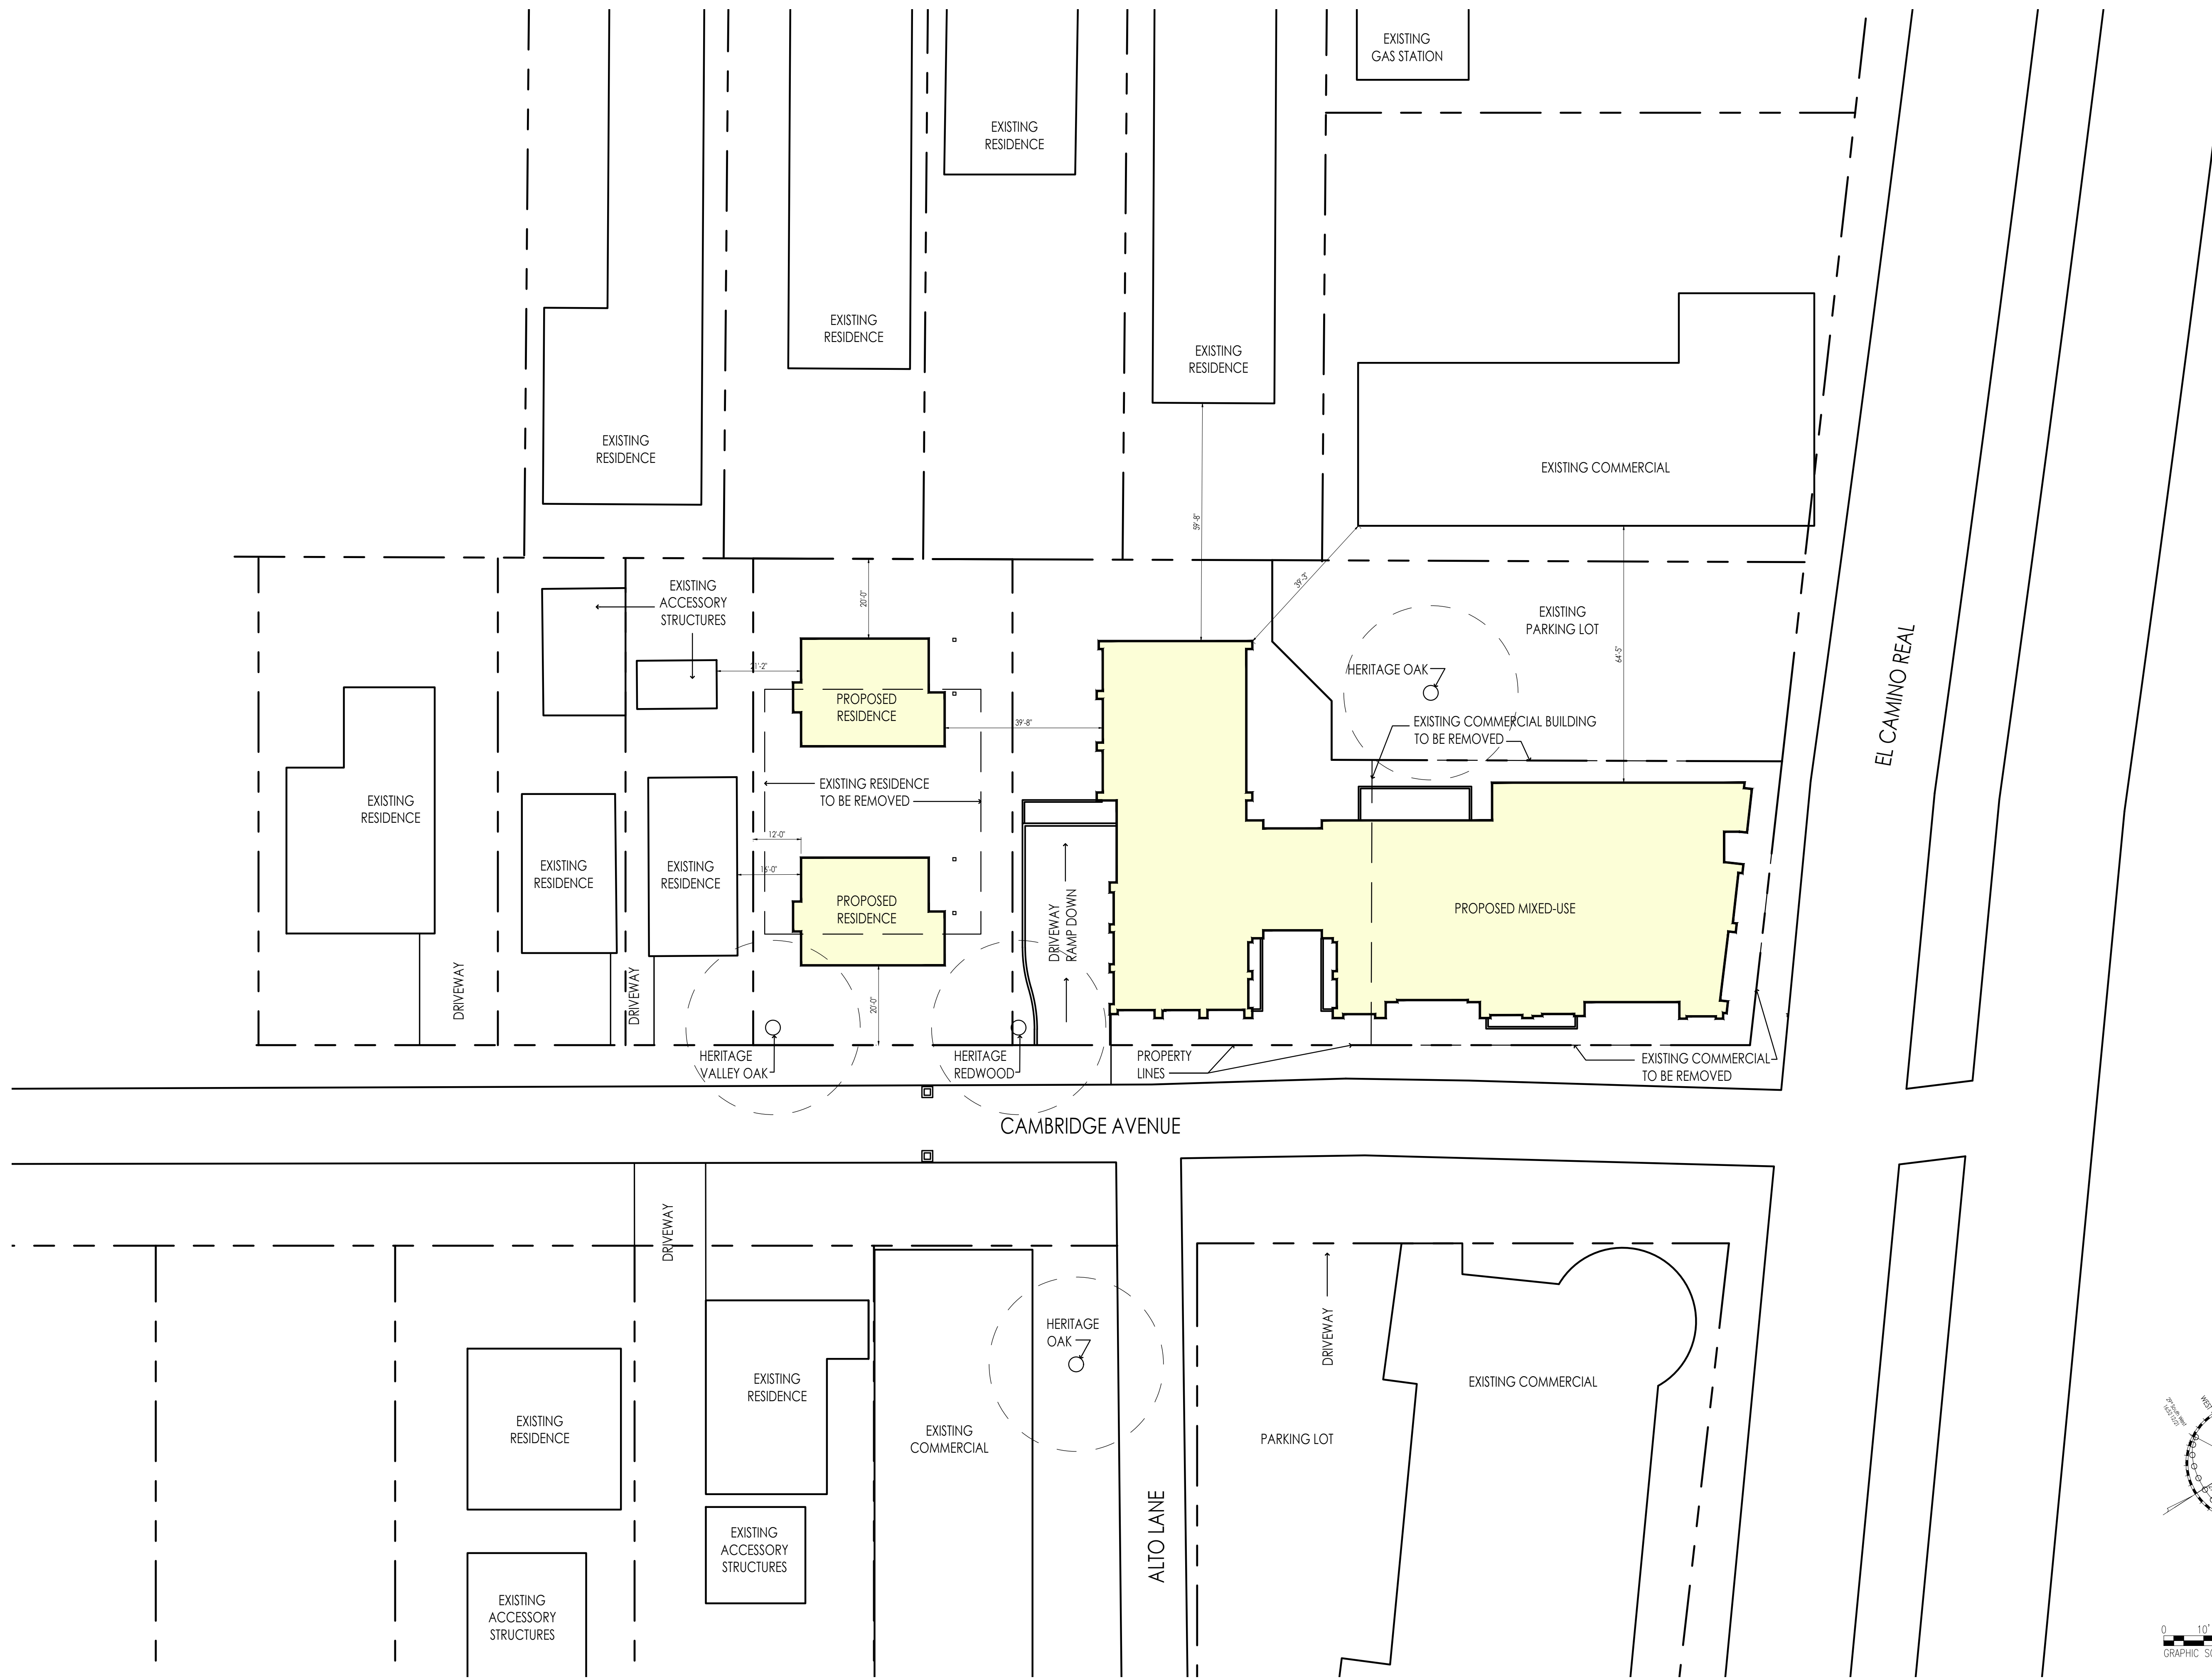 EXISTING
GAS STATION
EXISTING
RESIDENCE
EXISTING
RESIDENCE
EXISTING
RESIDENCE
EXISTING
RESIDENCE
EXISTING COMMERCIAL
59'-8"
39'-3"
EXISTING
ACCESSORY
STRUCTURES
20'-0"
EXISTING
PARKING LOT
64'-5"
EL CAMINO REAL
21'-2"
HERITAGE OAK
PROPOSED
RESIDENCE
39'-8"
EXISTING COMMERCIAL BUILDING
TO BE REMOVED
EXISTING RESIDENCE
TO BE REMOVED
EXISTING
RESIDENCE
12'-0"
EXISTING
RESIDENCE
EXISTING
RESIDENCE
16'-0"
PROPOSED
RESIDENCE
DRIVEWAY
RAMP DOWN
PROPOSED MIXED-USE
DRIVEWAY
DRIVEWAY
20'-0"
HERITAGE
VALLEY OAK
HERITAGE
REDWOOD
PROPERTY
LINES
EXISTING COMMERCIAL
TO BE REMOVED
CAMBRIDGE AVENUE
DRIVEWAY
HERITAGE
OAK
DRIVEWAY
EXISTING
RESIDENCE
EXISTING COMMERCIAL
EXISTING
RESIDENCE
EXISTING
COMMERCIAL
PARKING LOT
ALTO LANE
EXISTING
ACCESSORY
STRUCTURES
EXISTING
ACCESSORY
STRUCTURES
WEST
0 10'
GRAPHIC